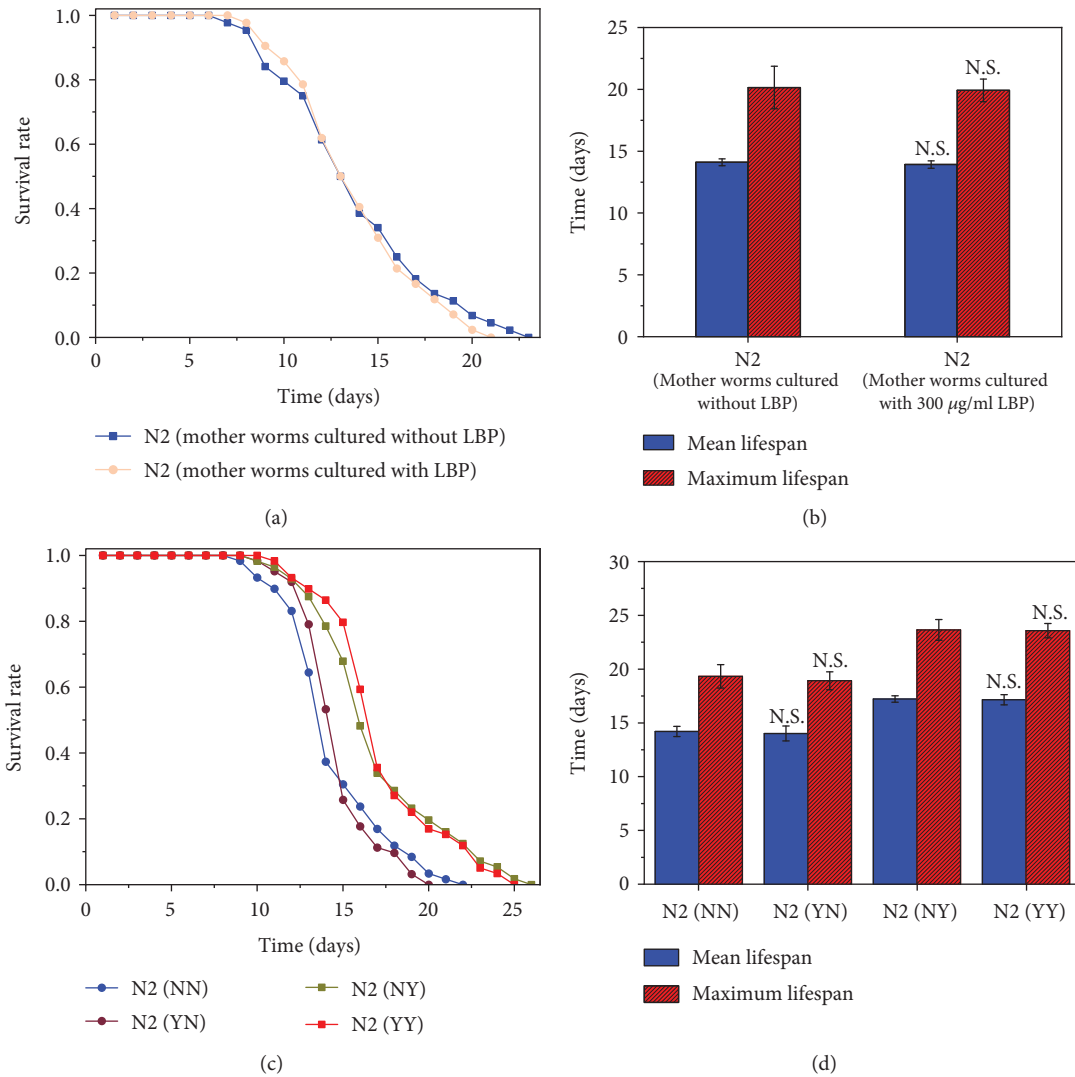 1.0
0.8
0.6
0.4
0.2
0.0
Survival rate
0
5
10
15
20
Time (days)
N2 (mother worms cultured without LBP)
N2 (mother worms cultured with LBP)
(a)
25
20
15
10
5
0
Time (days)
N.S.
N.S.
N2
(Mother worms cultured
without LBP)
N2
(Mother worms cultured
with 300 µg/ml LBP)
Mean lifespan
Maximum lifespan
(b)
1.0
0.8
0.6
0.4
0.2
0.0
Survival rate
0
5
10
15
20
25
Time (days)
N2 (NN)
N2 (YN)
N2 (NY)
N2 (YY)
(c)
30
25
20
15
10
5
0
Time (days)
N.S.
N.S.
N.S.
N.S.
N2 (NN)
N2 (YN)
N2 (NY)
N2 (YY)
Mean lifespan
Maximum lifespan
(d)